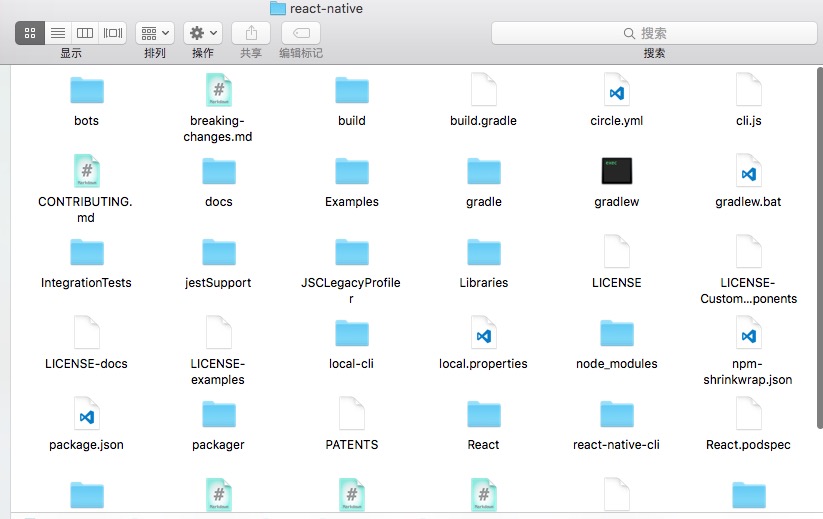 react-native
搜索
显示
排列
操作
共享
编辑标记
搜索
bots
breaking-
changes.md
build
build.gradle
circle.yml
cli.js
CONTRIBUTING.
md
docs
Examples
gradle
gradlew
gradlew.bat
IntegrationTests
jestSupport
JSCLegacyProfile
r
Libraries
LICENSE
LICENSE-
Custom...ponents
LICENSE-docs
LICENSE-
examples
local-cli
local.properties
node_modules
npm-
shrinkwrap.json
package.json
packager
PATENTS
React
react-native-cli
React.podspec